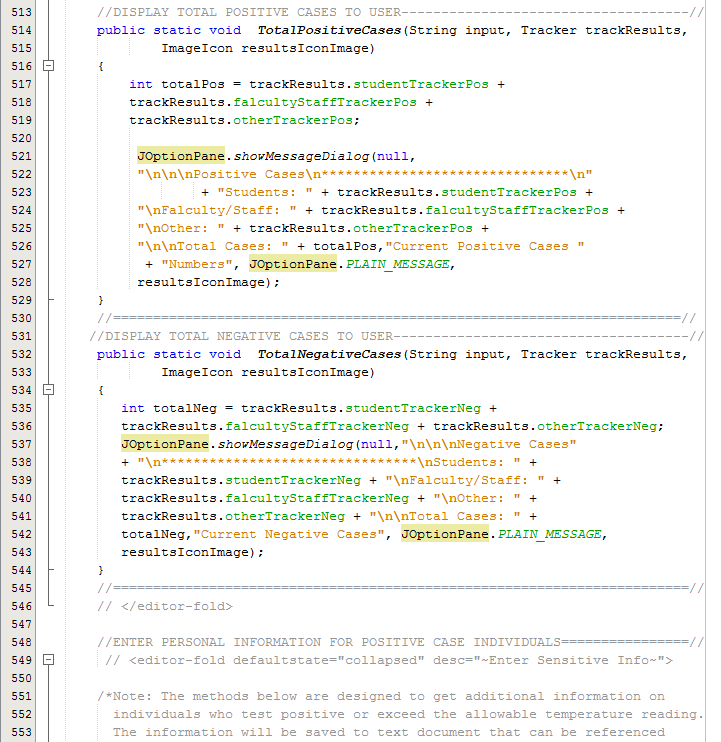 513 //DISPLAY TOTAL POSITIVE CASES TO USER------------------------------------//
514 public static void TotalPositiveCases(String input, Tracker trackResults,
515 ImageIcon resultsIconImage)
516 {
517 int totalPos = trackResults.studentTrackerPos +
518 trackResults.falcultyStaffTrackerPos +
519 trackResults.otherTrackerPos;
520
521 JOptionPane.showMessageDialog(null,
522 "\n\n\nPositive Cases\n*******************************\n"
523 + "Students: " + trackResults.studentTrackerPos +
524 "\nFalculty/Staff: " + trackResults.falcultyStaffTrackerPos +
525 "\nOther: " + trackResults.otherTrackerPos +
526 "\n\nTotal Cases: " + totalPos,"Current Positive Cases "
527 + "Numbers", JOptionPane.PLAIN_MESSAGE,
528 resultsIconImage);
529 }
530 //=======================================================================//
531 //DISPLAY TOTAL NEGATIVE CASES TO USER-------------------------------------//
532 public static void TotalNegativeCases(String input, Tracker trackResults,
533 ImageIcon resultsIconImage)
534 {
535 int totalNeg = trackResults.studentTrackerNeg +
536 trackResults.falcultyStaffTrackerNeg + trackResults.otherTrackerNeg;
537 JOptionPane.showMessageDialog(null,"\n\n\nNegative Cases"
538 + "\n********************************\nStudents: " +
539 trackResults.studentTrackerNeg + "\nFalculty/Staff: " +
540 trackResults.falcultyStaffTrackerNeg + "\nOther: " +
541 trackResults.otherTrackerNeg + "\n\nTotal Cases: " +
542 totalNeg,"Current Negative Cases", JOptionPane.PLAIN_MESSAGE,
543 resultsIconImage);
544 }
545 //========================================================================//
546 // </editor-fold>
547
548 //ENTER PERSONAL INFORMATION FOR POSITIVE CASE INDIVIDUALS================//
549 // <editor-fold defaultstate="collapsed" desc="~Enter Sensitive Info~">
550
551 /*Note: The methods below are designed to get additional information on
552 individuals who test positive or exceed the allowable temperature reading.
553 The information will be saved to text document that can be referenced